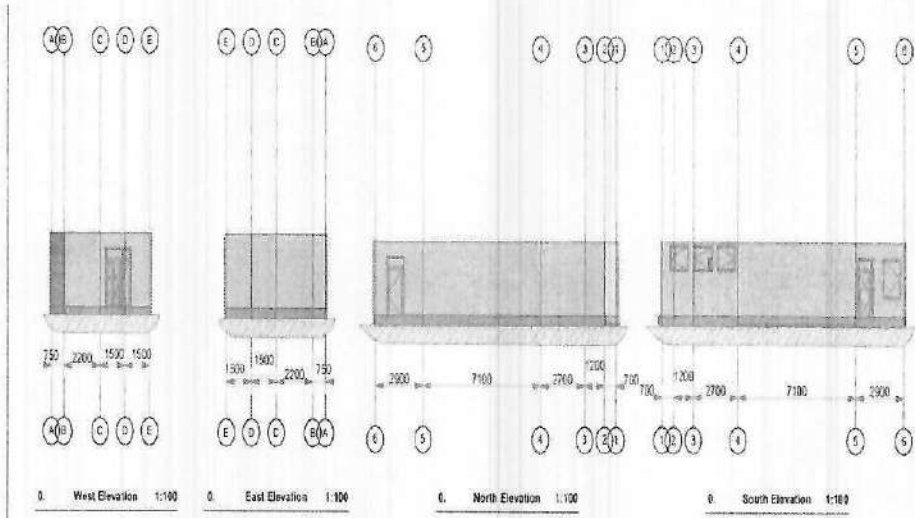 A B C D E
E D C B A
6 5 4 3 2 1
1 2 3 4 5 6
750 2200 1500 1500
1500 1500 2200 750
2900 7100 2700 1200 700
700 1200 2700 7100 2900
A B C D E
E D C B A
6 5 4 3 2 1
1 2 3 4 5 6
0. West Elevation 1:100
0. East Elevation 1:100
0. North Elevation 1:100
0. South Elevation 1:100